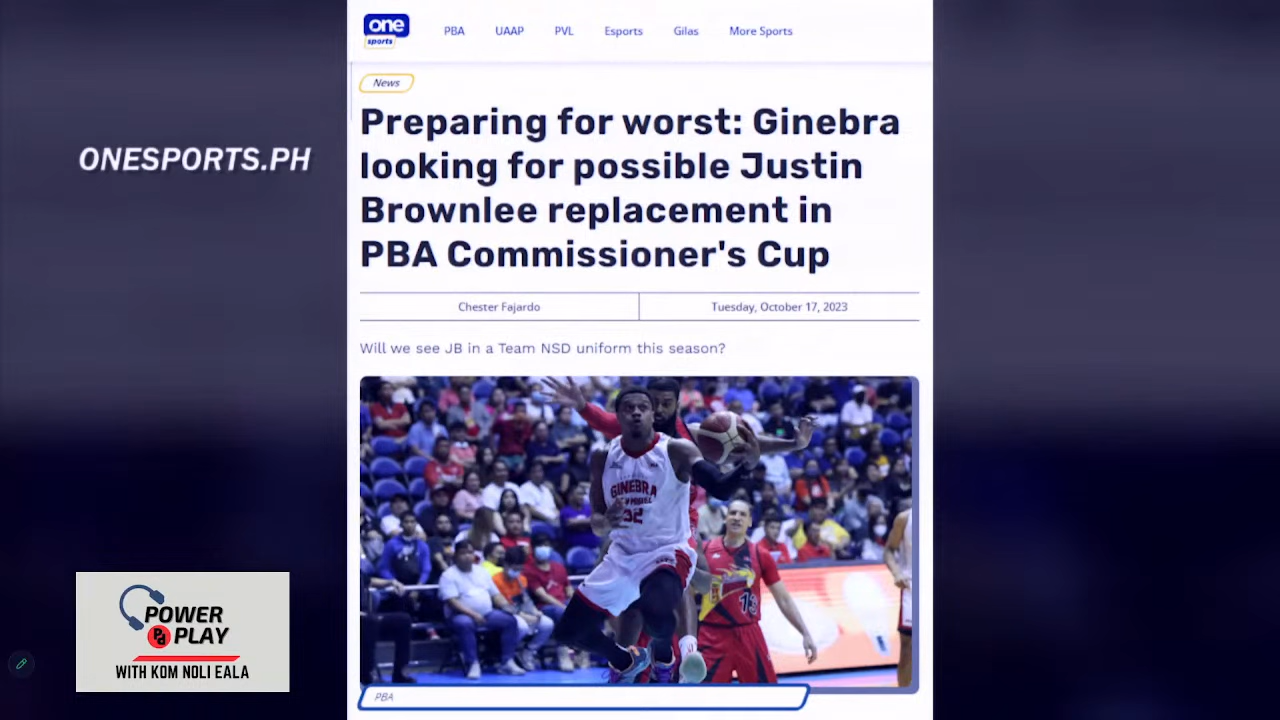 one
sports
PBA UAAP PVL Esports Gilas More Sports
News
Preparing for worst: Ginebra
looking for possible Justin
Brownlee replacement in
PBA Commissioner's Cup
Chester Fajardo Tuesday, October 17, 2023
Will we see JB in a Team NSD uniform this season?
ONESPORTS.PH
GINEBRA
32
13
PBA
POWER
PLAY
WITH KOM NOLI EALA